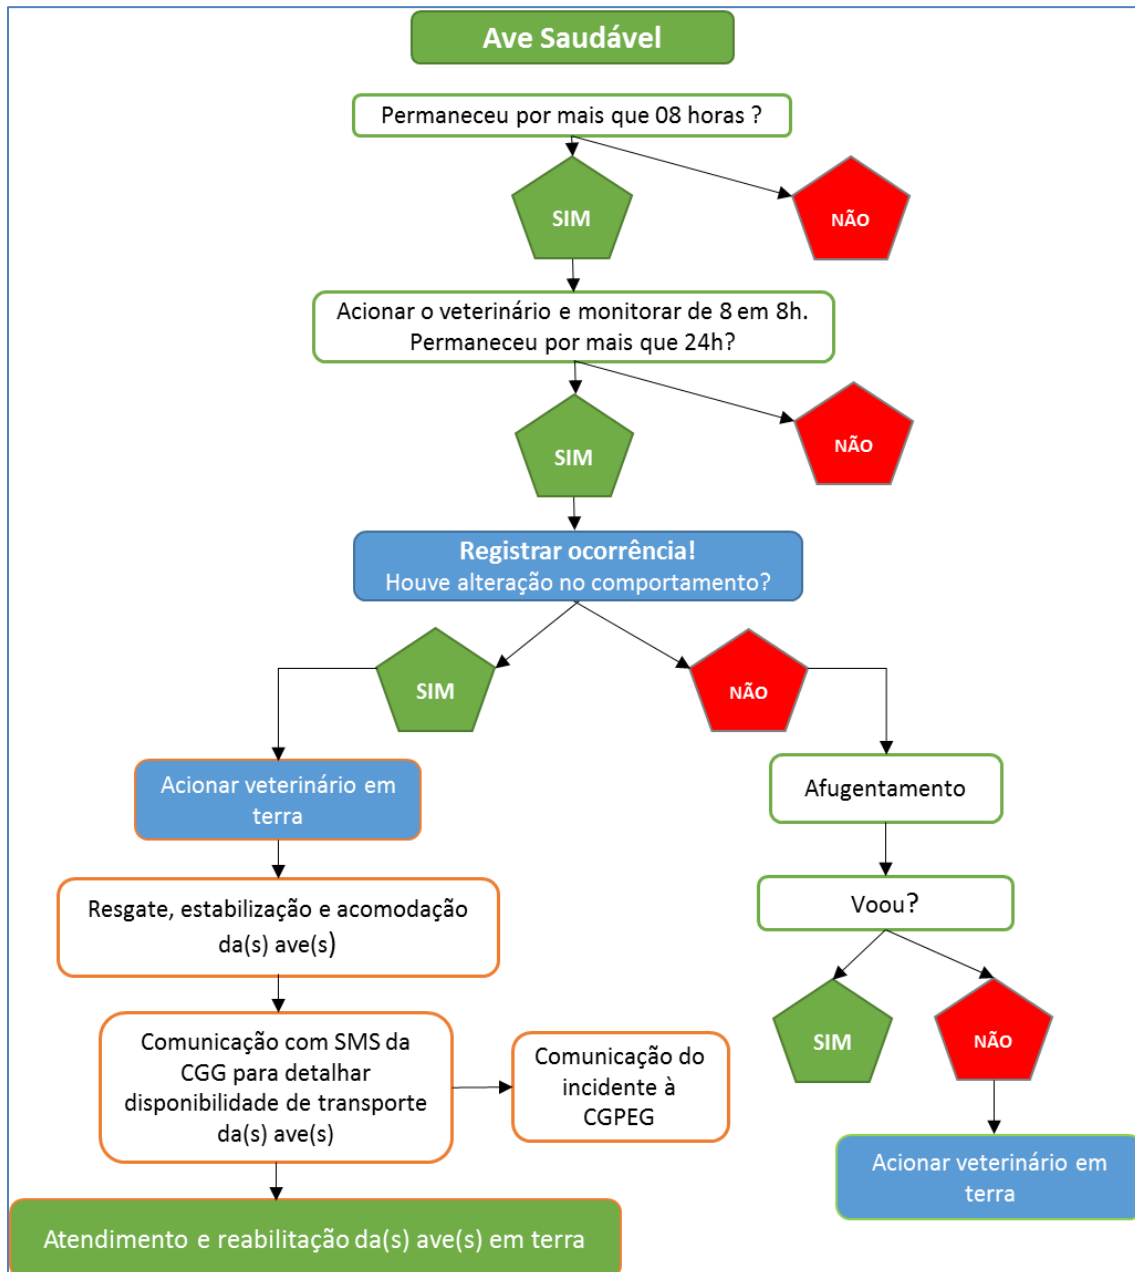 Ave Saudável
Permaneceu por mais que 08 horas ?
SIM
NÃO
Acionar o veterinário e monitorar de 8 em 8h.
Permaneceu por mais que 24h?
SIM
NÃO
Registrar ocorrência!
Houve alteração no comportamento?
SIM
NÃO
Acionar veterinário em
terra
Afugentamento
Resgate, estabilização e acomodação
da(s) ave(s)
Voou?
SIM
NÃO
Comunicação com SMS da
CGG para detalhar
disponibilidade de transporte
da(s) ave(s)
Comunicação do
incidente à
CGPEG
Acionar veterinário em
terra
Atendimento e reabilitação da(s) ave(s) em terra